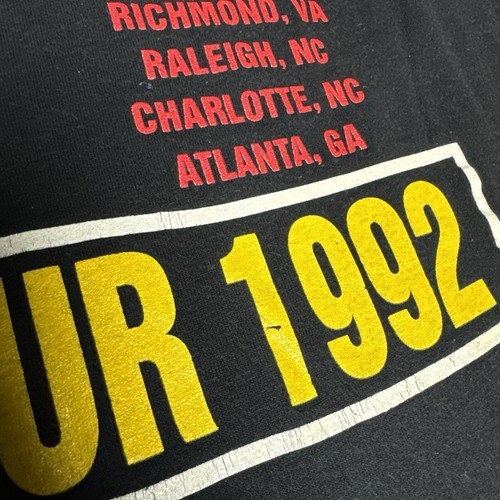 RICHMOND, VA
RALEIGH, NC
CHARLOTTE, NC
ATLANTA, GA
UR 1992